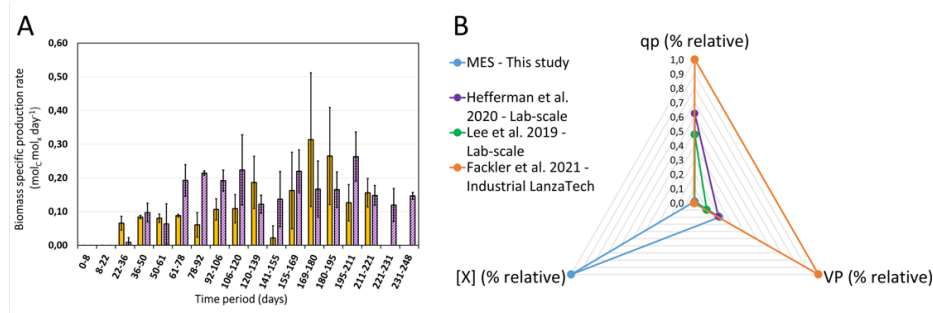 A
0,60
0,50
0,40
0,30
0,20
0,10
0,00
Biomass specific production rate
(molC molx day-1)
0-8
8-22
22-36
36-50
50-61
61-78
78-92
92-106
106-120
120-139
141-155
155-169
169-180
180-195
195-211
211-221
221-231
231-248
Time period (days)
B
qp (% relative)
MES - This study
Hefferman et al.
2020 - Lab-scale
Lee et al. 2019 -
Lab-scale
Fackler et al. 2021 -
Industrial LanzaTech
1,0
0,9
0,8
0,7
0,6
0,5
0,4
0,3
0,2
0,1
0,0
[X] (% relative)
VP (% relative)